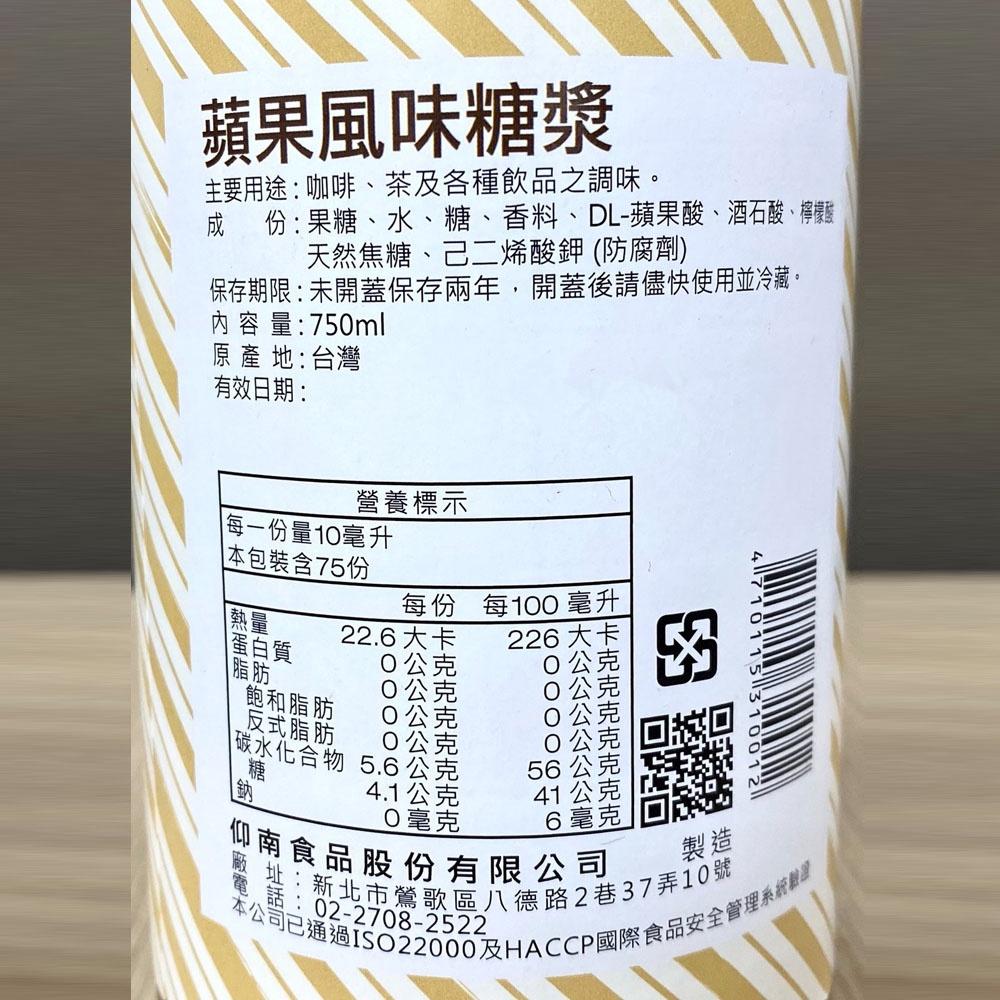 蘋果風味糖漿
主要用途：咖啡、茶及各種飲品之調味。
成 份：果糖、水、糖、香料、DL-蘋果酸、酒石酸、檸檬酸
天然焦糖、己二烯酸鉀 (防腐劑)
保存期限：未開蓋保存兩年，開蓋後請儘快使用並冷藏。
內 容 量：750ml
原 產 地：台灣
有效日期：
營養標示
每一份量10毫升
本包裝含75份
每份 每100 毫升
熱量 22.6 大卡 226 大卡
蛋白質 0 公克 0 公克
脂肪 0 公克 0 公克
飽和脂肪 0 公克 0 公克
反式脂肪 0 公克 0 公克
碳水化合物 5.6 公克 56 公克
糖 4.1 公克 41 公克
鈉 0 毫克 6 毫克
4710115310012
仰南食品股份有限公司 製造
廠 址：新北市鶯歌區八德路2巷37弄10號
電 話：02-2708-2522
本公司已通過ISO22000及HACCP國際食品安全管理系統驗證